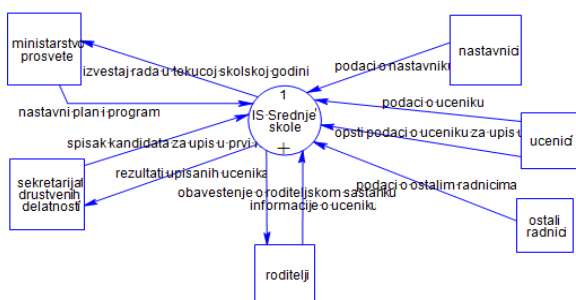 ministarstvo
prosvete
nastavnici
podaci o nastavniku
izvestaj rada u tokucoj skolskoj godini
1
IS Srednje
skole
+
nastavni plan i program
podaci o uceniku
ucenici
opsti podaci o uceniku za upis u
spisak kandidata za upis u prvi
sekretarijat
drustvenih
delatnosti
rezultati upisanih ucenika
podaci o ostalim radnicima
obavestenje o roditeljskom sastanku
informacije o uceniku
ostali
radnici
roditelji